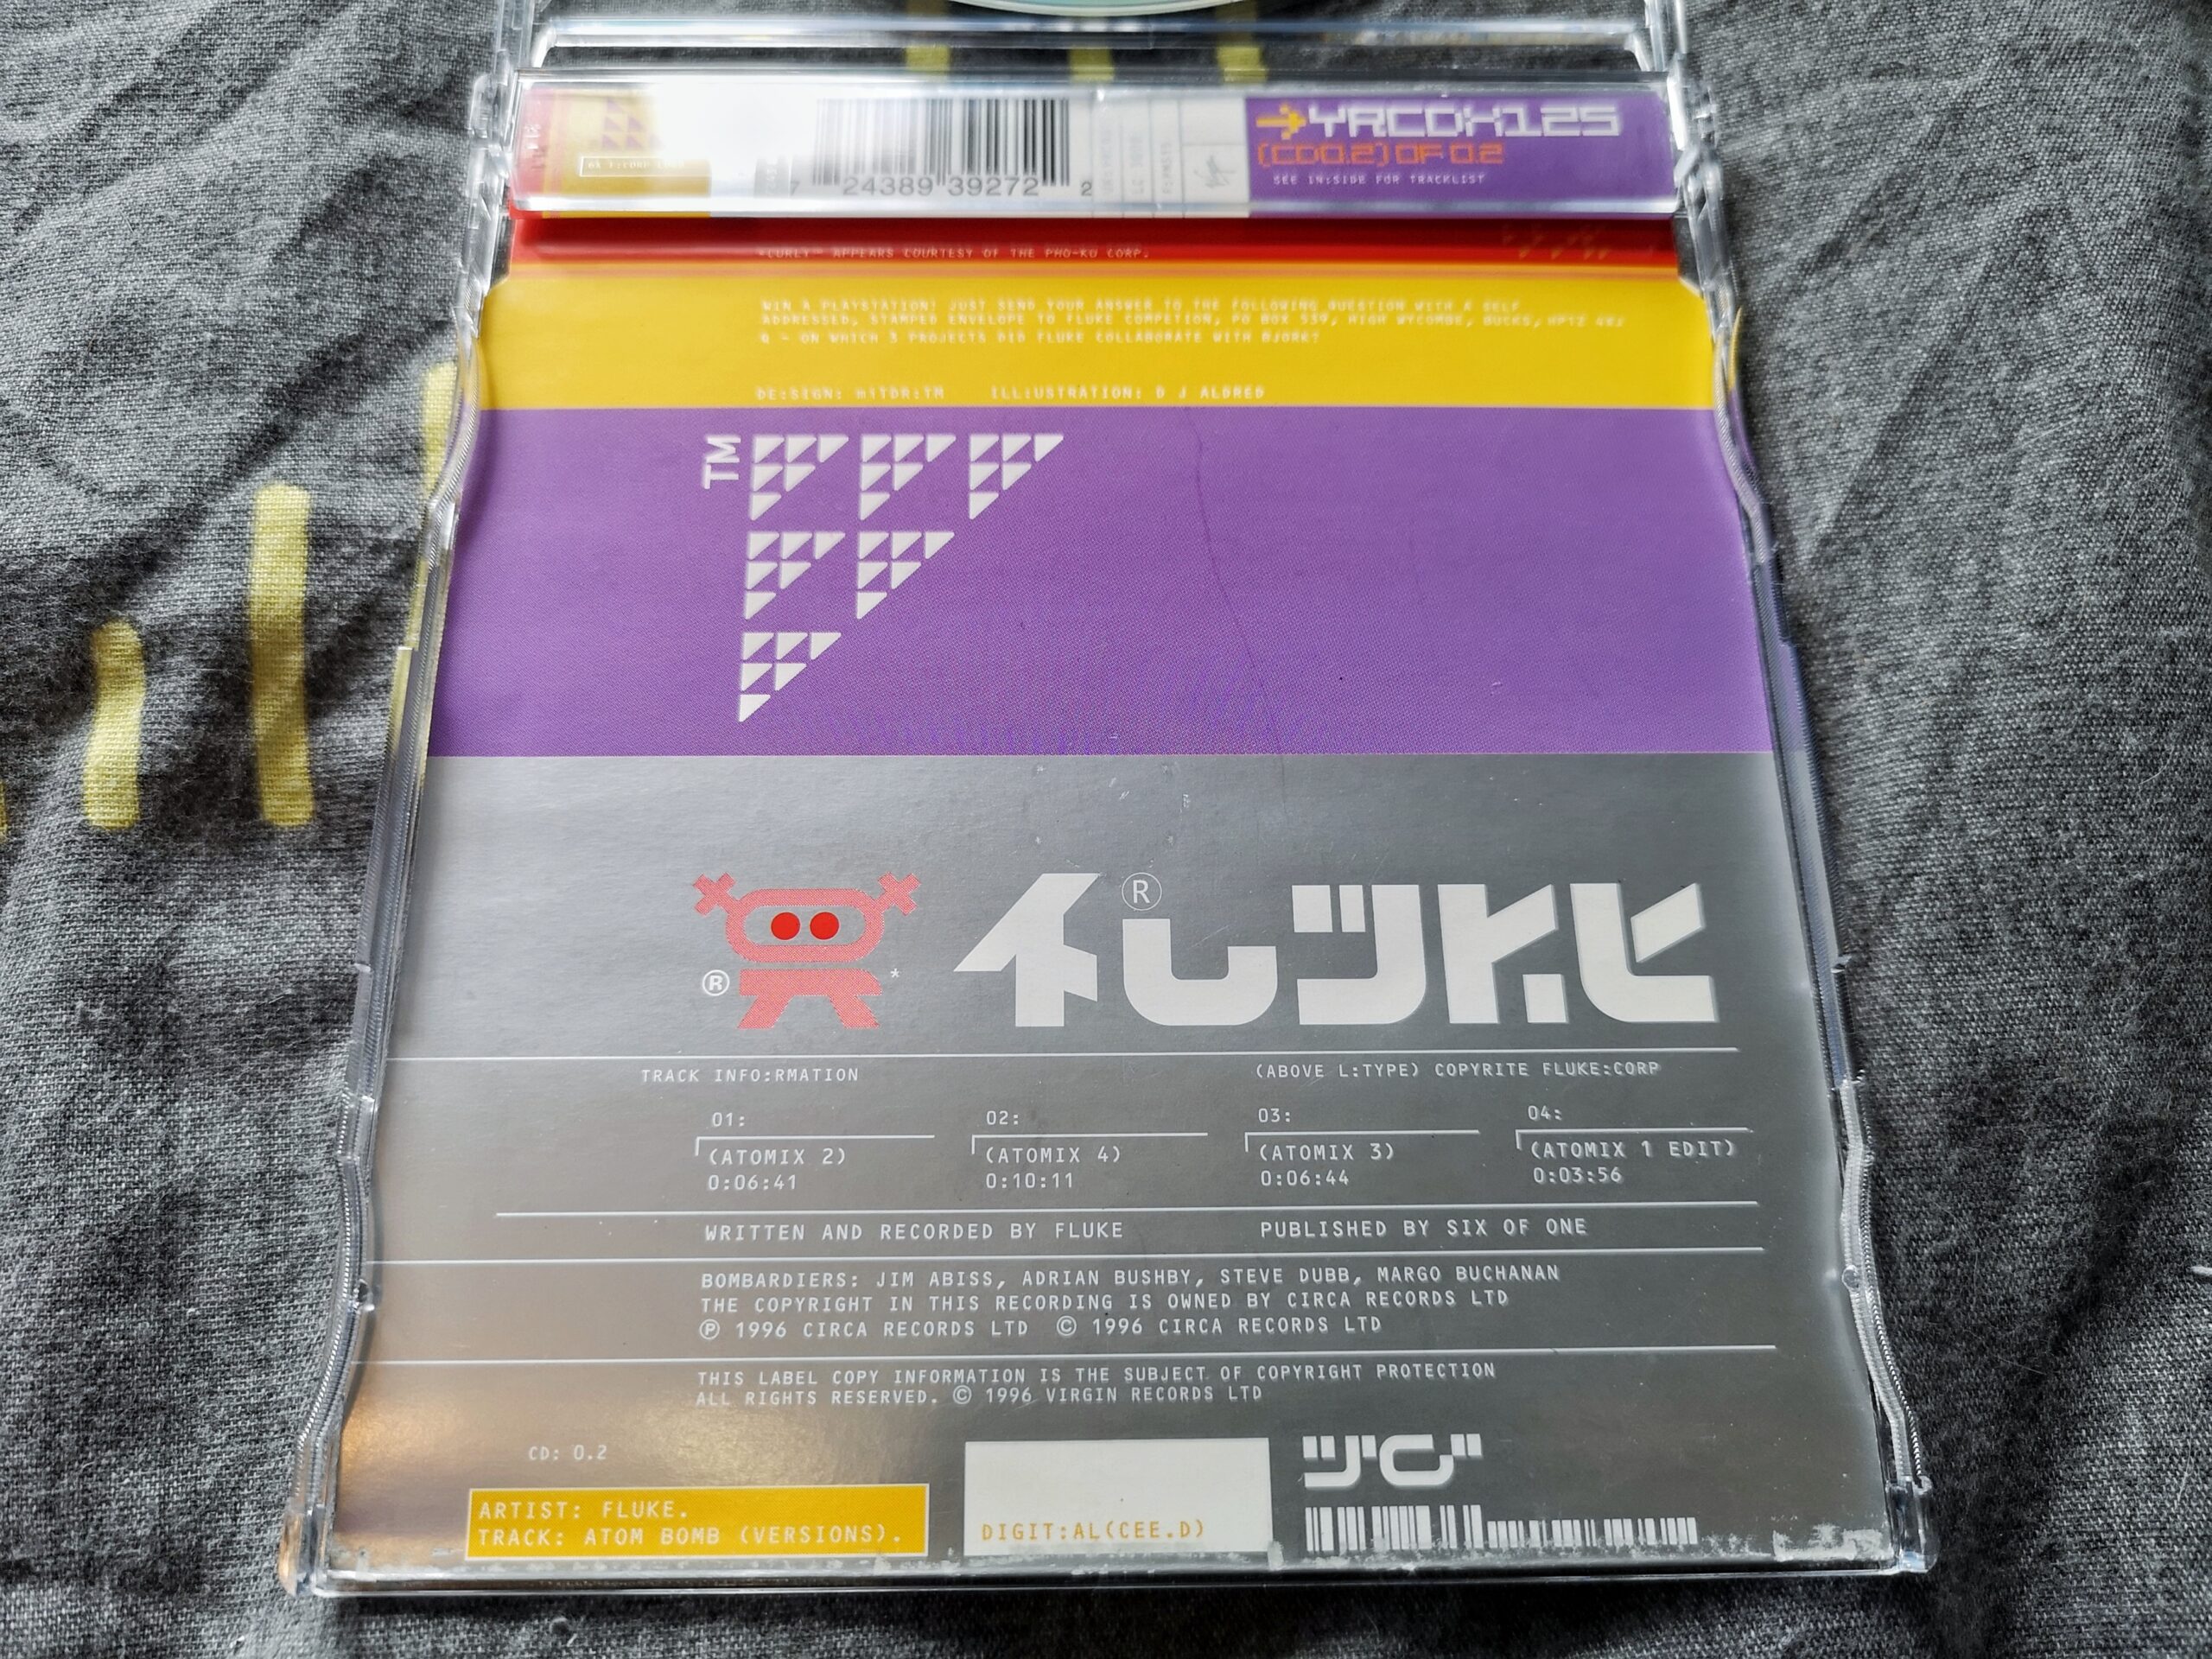 7 24389 39272 2
→YRCDX125
(CD0.2) OF 0.2
SEE IN:SIDE FOR TRACKLIST
*CURLY™ APPEARS COURTESY OF THE PHO-KU CORP.
WIN A PLAYSTATION! JUST SEND YOUR ANSWER TO THE FOLLOWING QUESTION WITH A SELF
ADDRESSED, STAMPED ENVELOPE TO FLUKE COMPETION, PO BOX 539, HIGH WYCOMBE, BUCKS,
Q - ON WHICH 3 PROJECTS DID FLUKE COLLABORATE WITH BJORK?
DE:SIGN: mITDR:TM ILL:USTRATION: D J ALDRED
TM
® * ®
TRACK INFO:RMATION (ABOVE L:TYPE) COPYRITE FLUKE:CORP
01: 02: 03: 04:
(ATOMIX 2) (ATOMIX 4) (ATOMIX 3) (ATOMIX 1 EDIT)
0:06:41 0:10:11 0:06:44 0:03:56
WRITTEN AND RECORDED BY FLUKE PUBLISHED BY SIX OF ONE
BOMBARDIERS: JIM ABISS, ADRIAN BUSHBY, STEVE DUBB, MARGO BUCHANAN
THE COPYRIGHT IN THIS RECORDING IS OWNED BY CIRCA RECORDS LTD
℗ 1996 CIRCA RECORDS LTD © 1996 CIRCA RECORDS LTD
THIS LABEL COPY INFORMATION IS THE SUBJECT OF COPYRIGHT PROTECTION
ALL RIGHTS RESERVED. © 1996 VIRGIN RECORDS LTD
CD: 0.2
ARTIST: FLUKE.
TRACK: ATOM BOMB (VERSIONS).
DIGIT:AL(CEE.D)